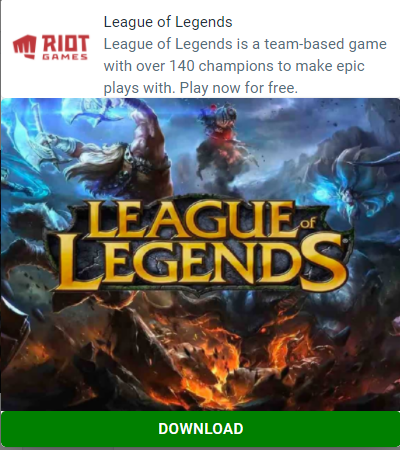 League of Legends
RIOT
GAMES
League of Legends is a team-based game
with over 140 champions to make epic
plays with. Play now for free.
LEAGUE of
LEGENDS
DOWNLOAD